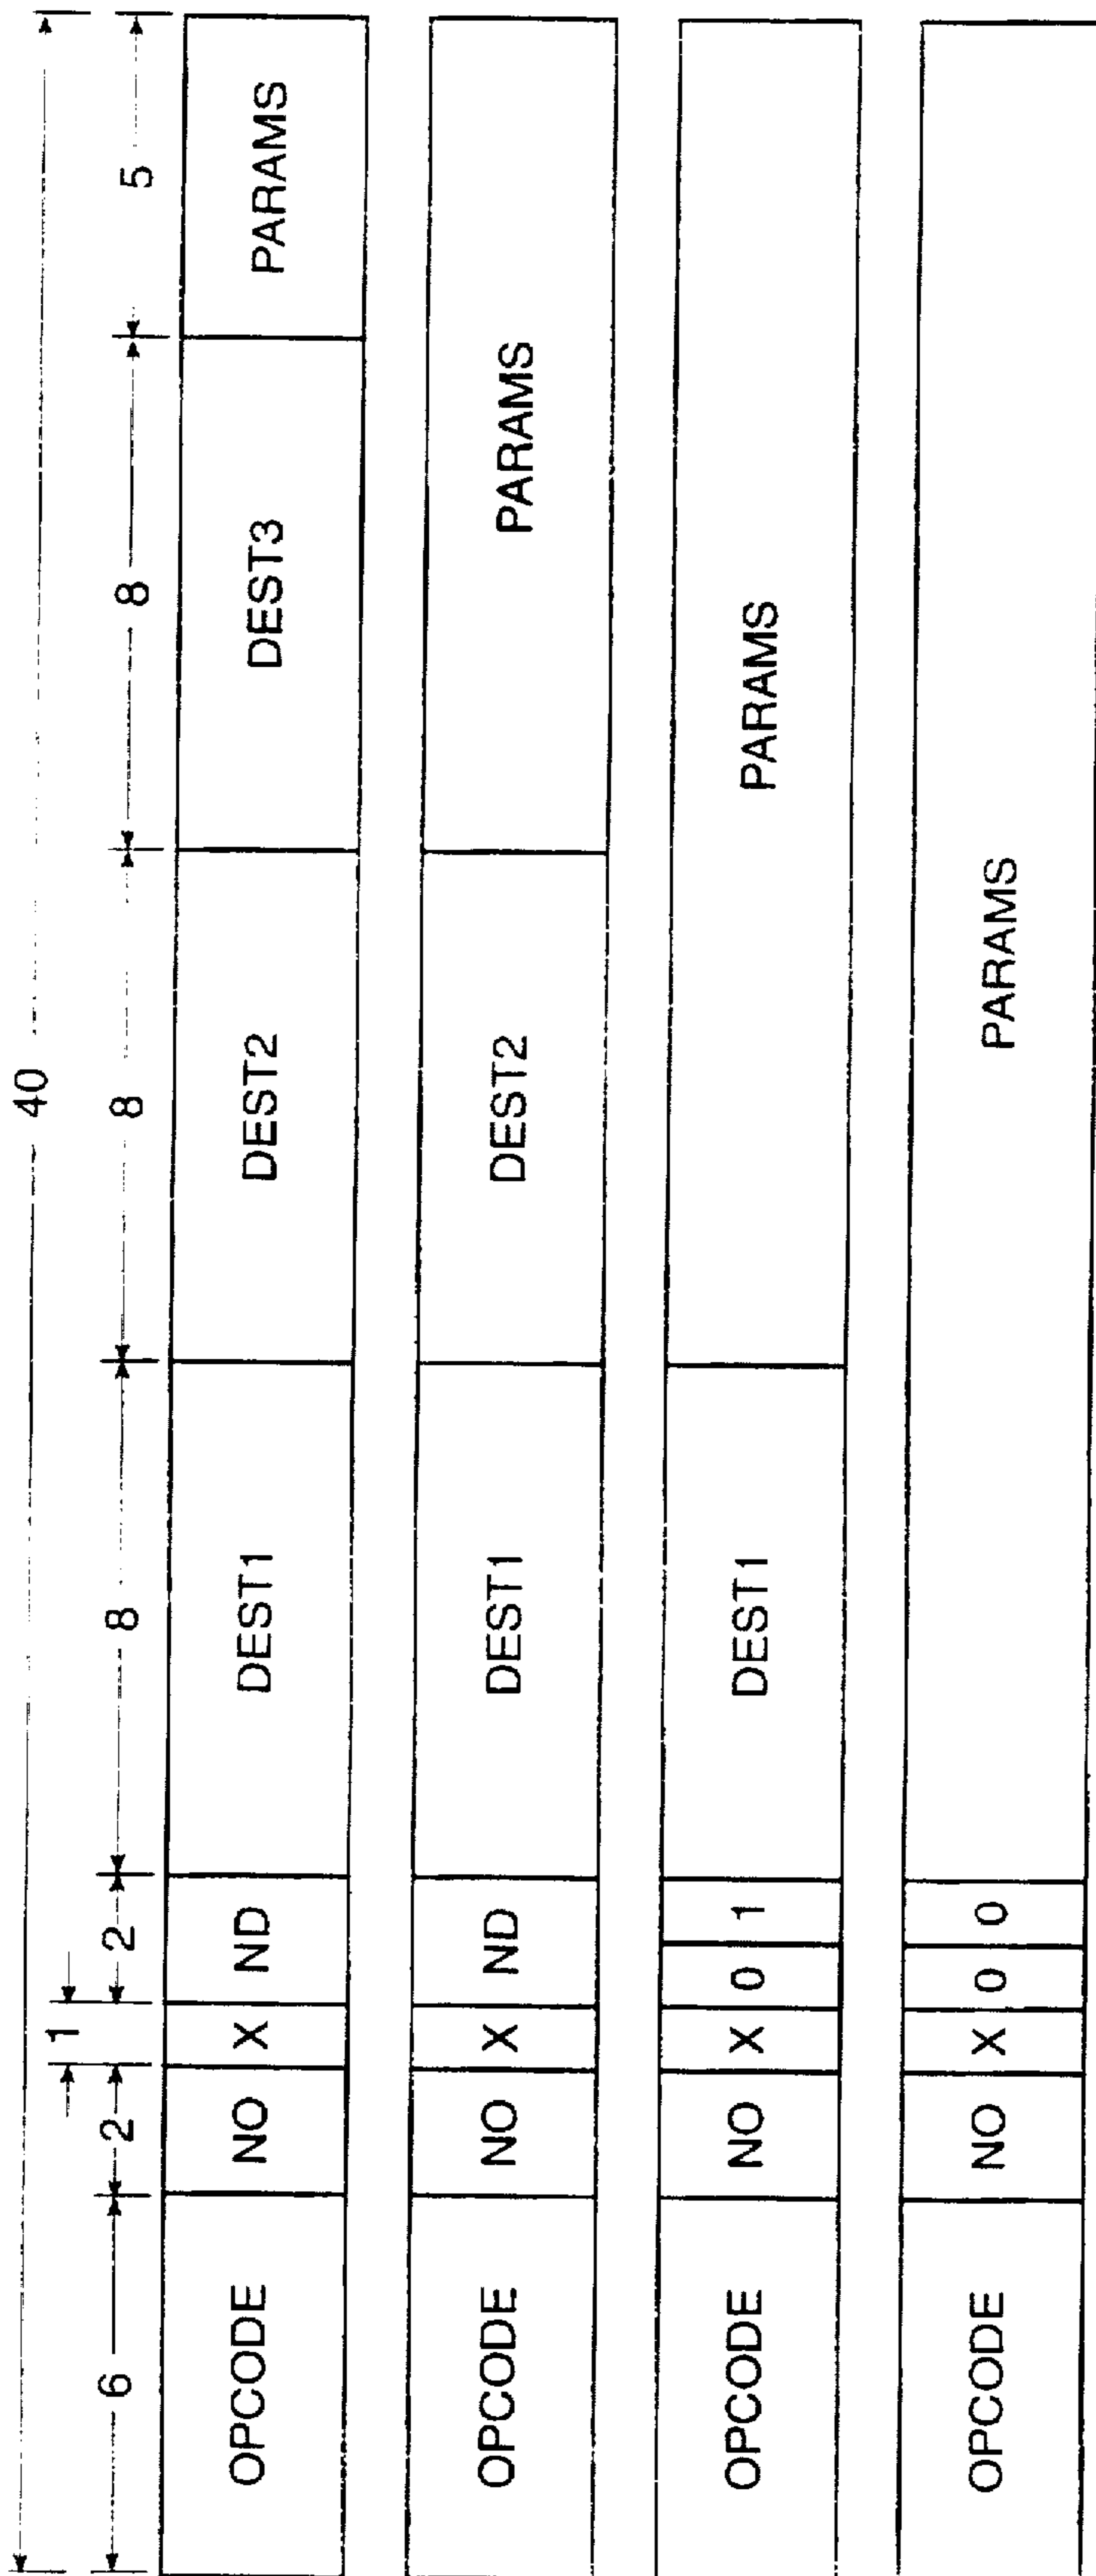 40
6 2 1 2 8 8 8 5
OPCODE NO X ND DEST1 DEST2 DEST3 PARAMS
OPCODE NO X ND DEST1 DEST2 PARAMS
OPCODE NO X 0 1 DEST1 PARAMS
OPCODE NO X 0 0 PARAMS